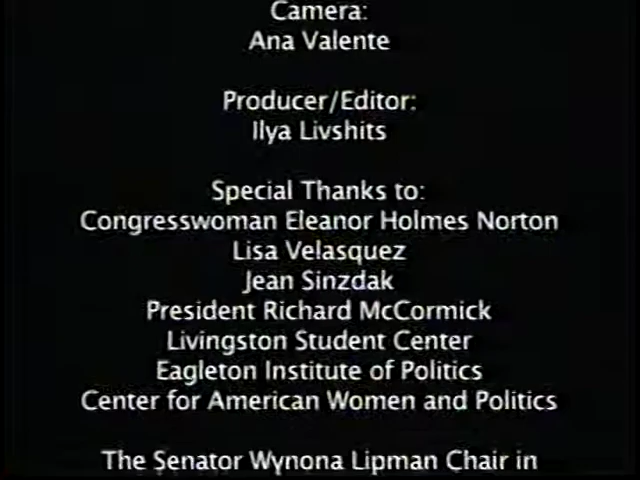 Camera:
Ana Valente
Producer/Editor:
Ilya Livshits
Special Thanks to:
Congresswoman Eleanor Holmes Norton
Lisa Velasquez
Jean Sinzdak
President Richard McCormick
Livingston Student Center
Eagleton Institute of Politics
Center for American Women and Politics
The Senator Wynona Lipman Chair in